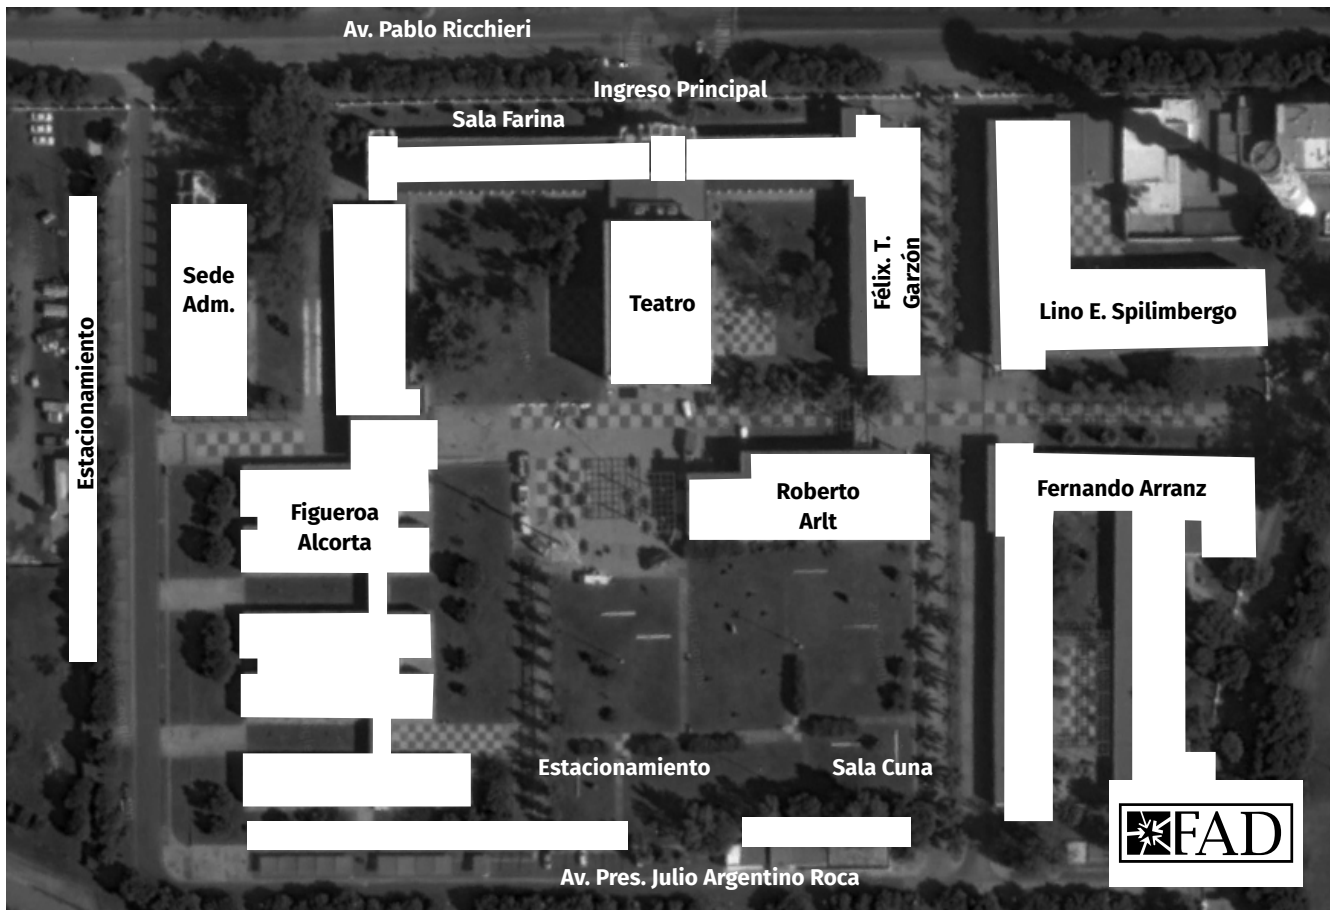 Av. Pablo Ricchieri
Ingreso Principal
Sala Farina
Félix. T.
Garzón
Sede
Adm.
Teatro
Lino E. Spilimbergo
Estacionamiento
Figueroa
Alcorta
Roberto
Arlt
Fernando Arranz
Estacionamiento
Sala Cuna
FAD
Av. Pres. Julio Argentino Roca